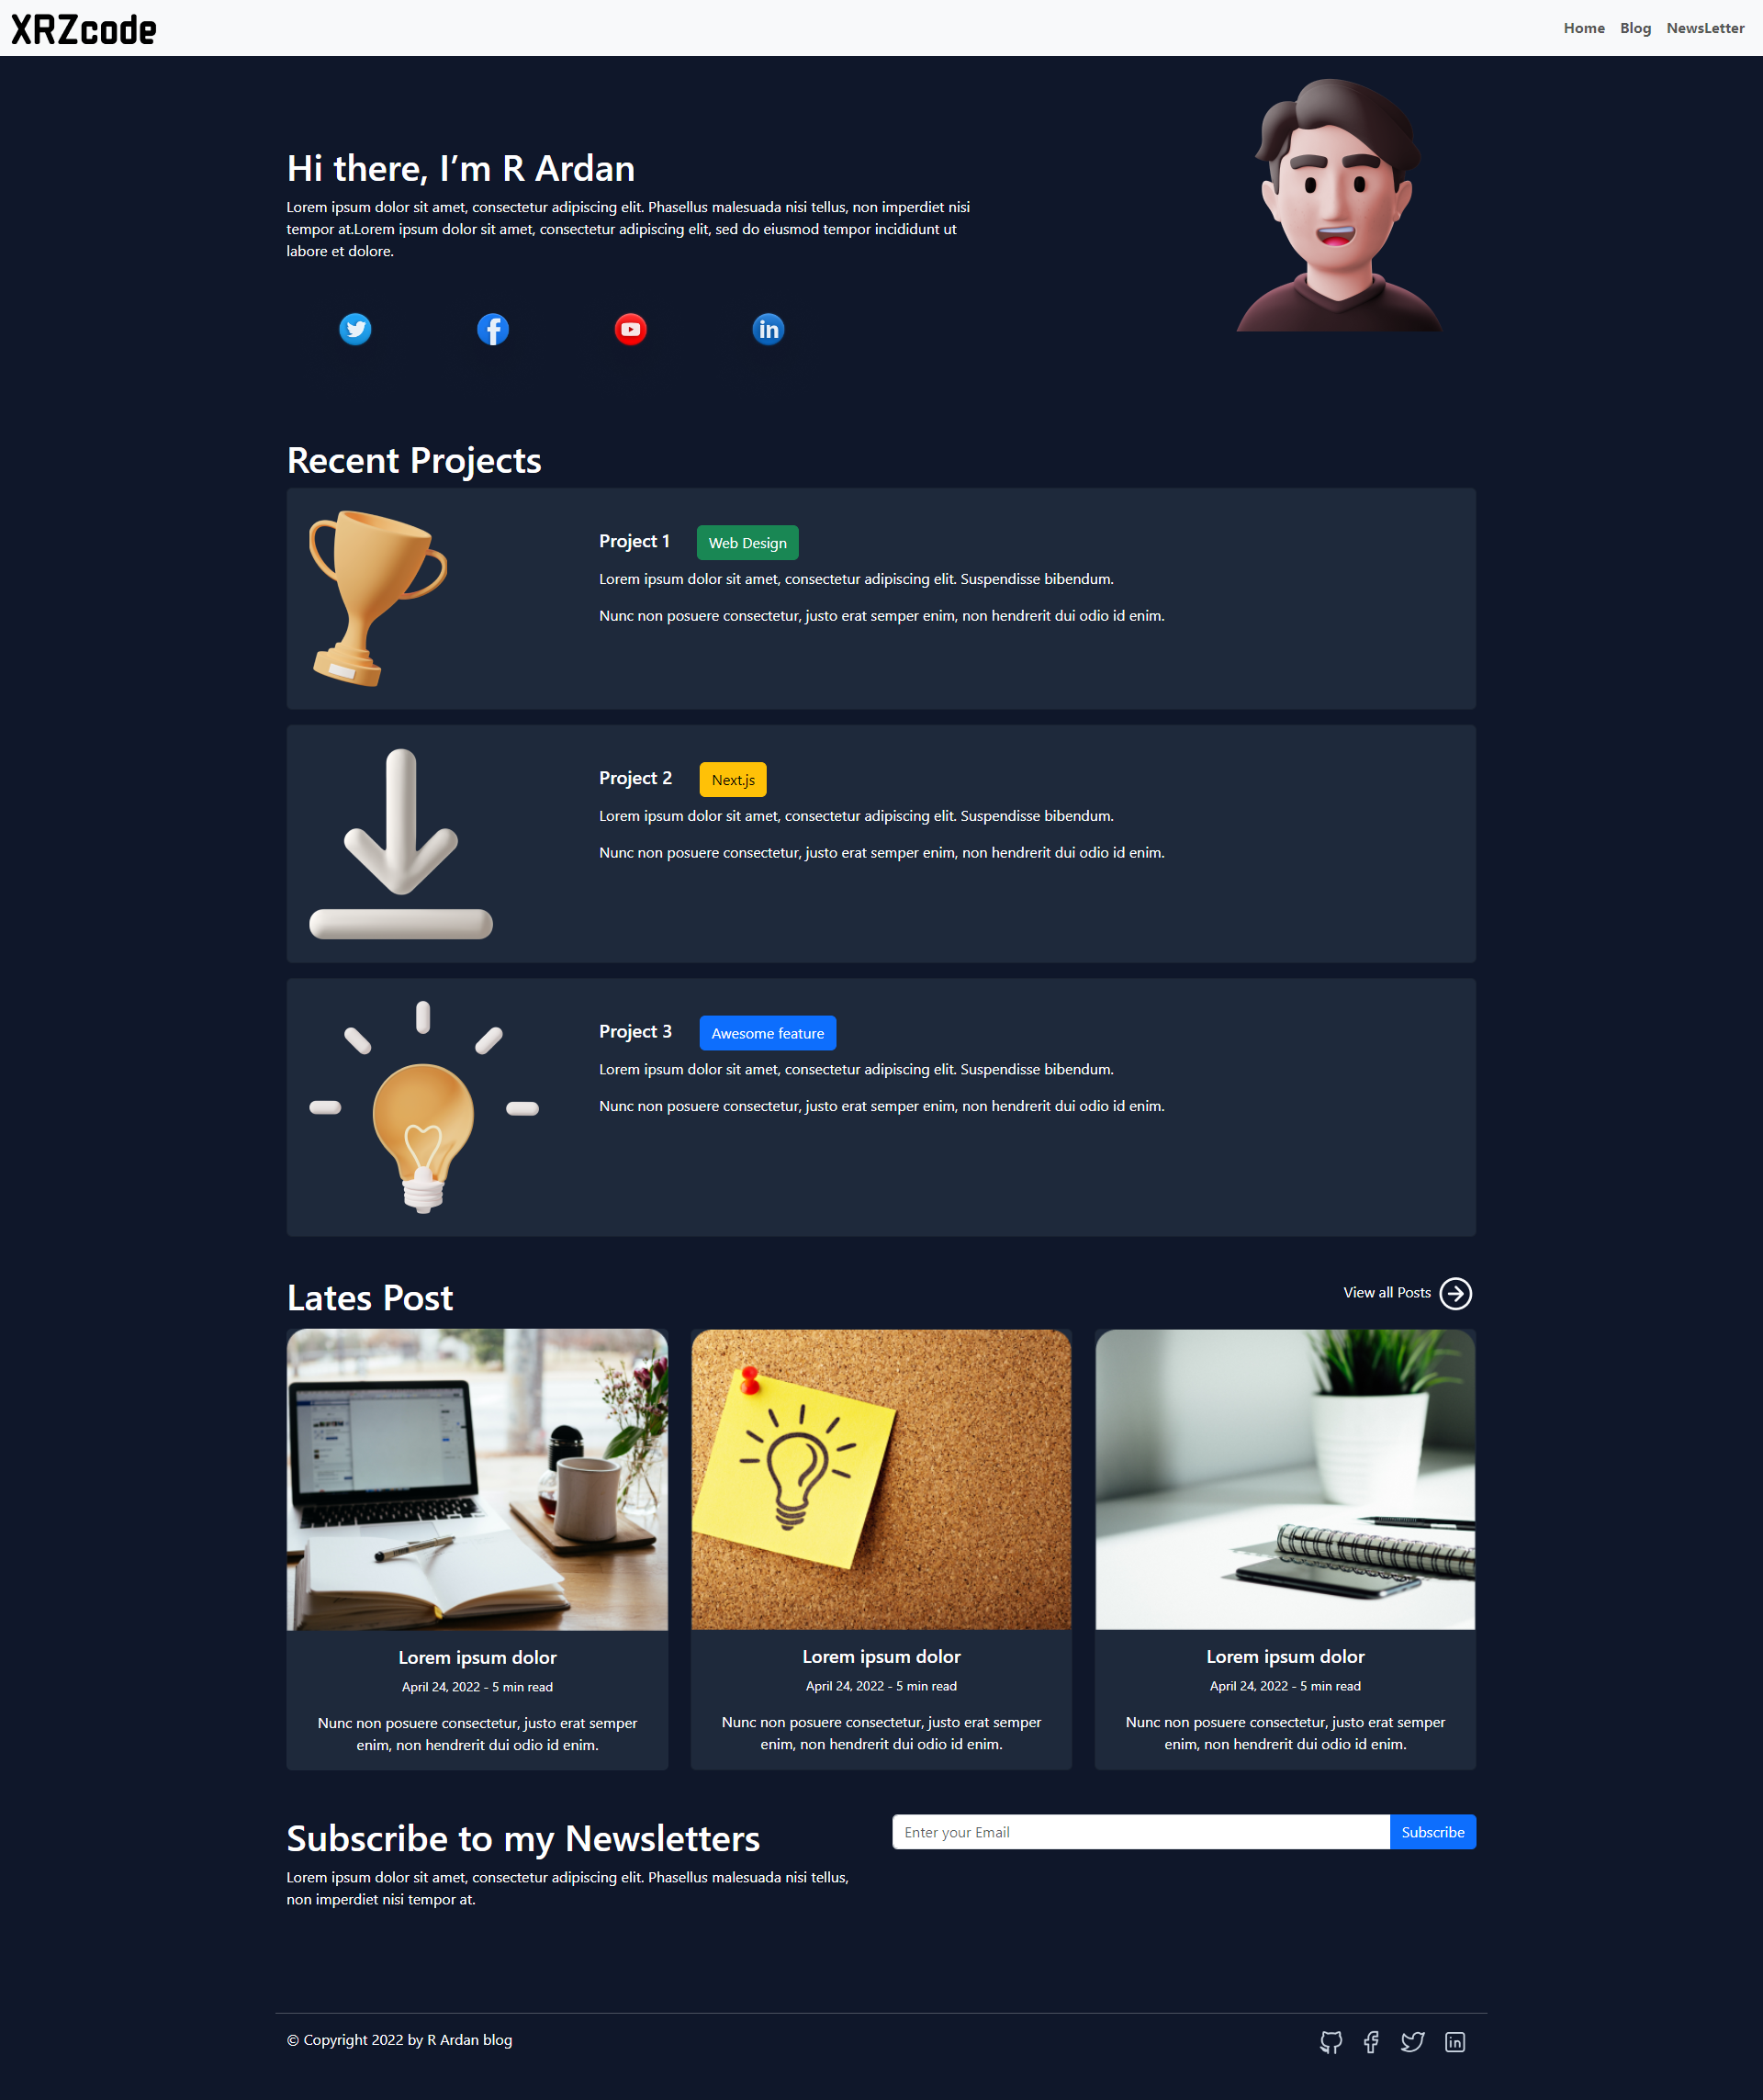 XRZcode
Home Blog NewsLetter
Hi there, I’m R Ardan
Lorem ipsum dolor sit amet, consectetur adipiscing elit. Phasellus malesuada nisi tellus, non imperdiet nisi
tempor at.Lorem ipsum dolor sit amet, consectetur adipiscing elit, sed do eiusmod tempor incididunt ut
labore et dolore.
Recent Projects
Project 1 Web Design
Lorem ipsum dolor sit amet, consectetur adipiscing elit. Suspendisse bibendum.
Nunc non posuere consectetur, justo erat semper enim, non hendrerit dui odio id enim.
Project 2 Next.js
Lorem ipsum dolor sit amet, consectetur adipiscing elit. Suspendisse bibendum.
Nunc non posuere consectetur, justo erat semper enim, non hendrerit dui odio id enim.
Project 3 Awesome feature
Lorem ipsum dolor sit amet, consectetur adipiscing elit. Suspendisse bibendum.
Nunc non posuere consectetur, justo erat semper enim, non hendrerit dui odio id enim.
Lates Post
View all Posts
Lorem ipsum dolor
April 24, 2022 - 5 min read
Nunc non posuere consectetur, justo erat semper
enim, non hendrerit dui odio id enim.
Lorem ipsum dolor
April 24, 2022 - 5 min read
Nunc non posuere consectetur, justo erat semper
enim, non hendrerit dui odio id enim.
Lorem ipsum dolor
April 24, 2022 - 5 min read
Nunc non posuere consectetur, justo erat semper
enim, non hendrerit dui odio id enim.
Subscribe to my Newsletters
Lorem ipsum dolor sit amet, consectetur adipiscing elit. Phasellus malesuada nisi tellus,
non imperdiet nisi tempor at.
Enter your Email Subscribe
© Copyright 2022 by R Ardan blog